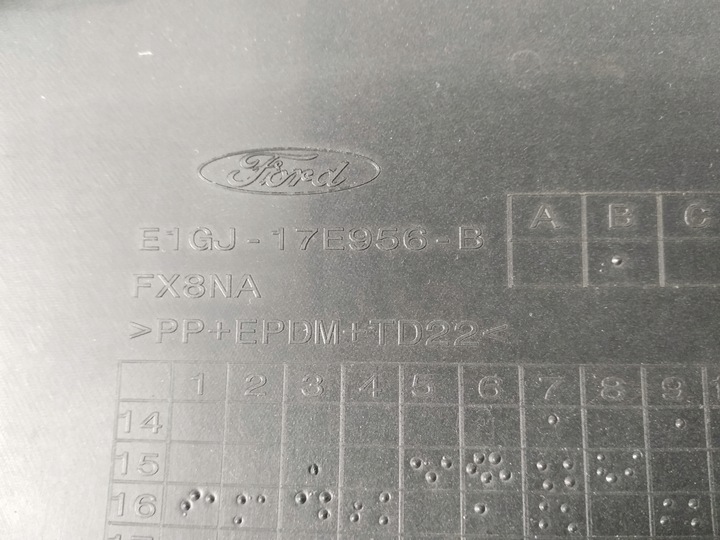 Ford
E1GJ-17E956-B
A B C
FX8NA
>PP+EPDM+TD22<
1 2 3 4 5 6 7 8 9
14
15
16